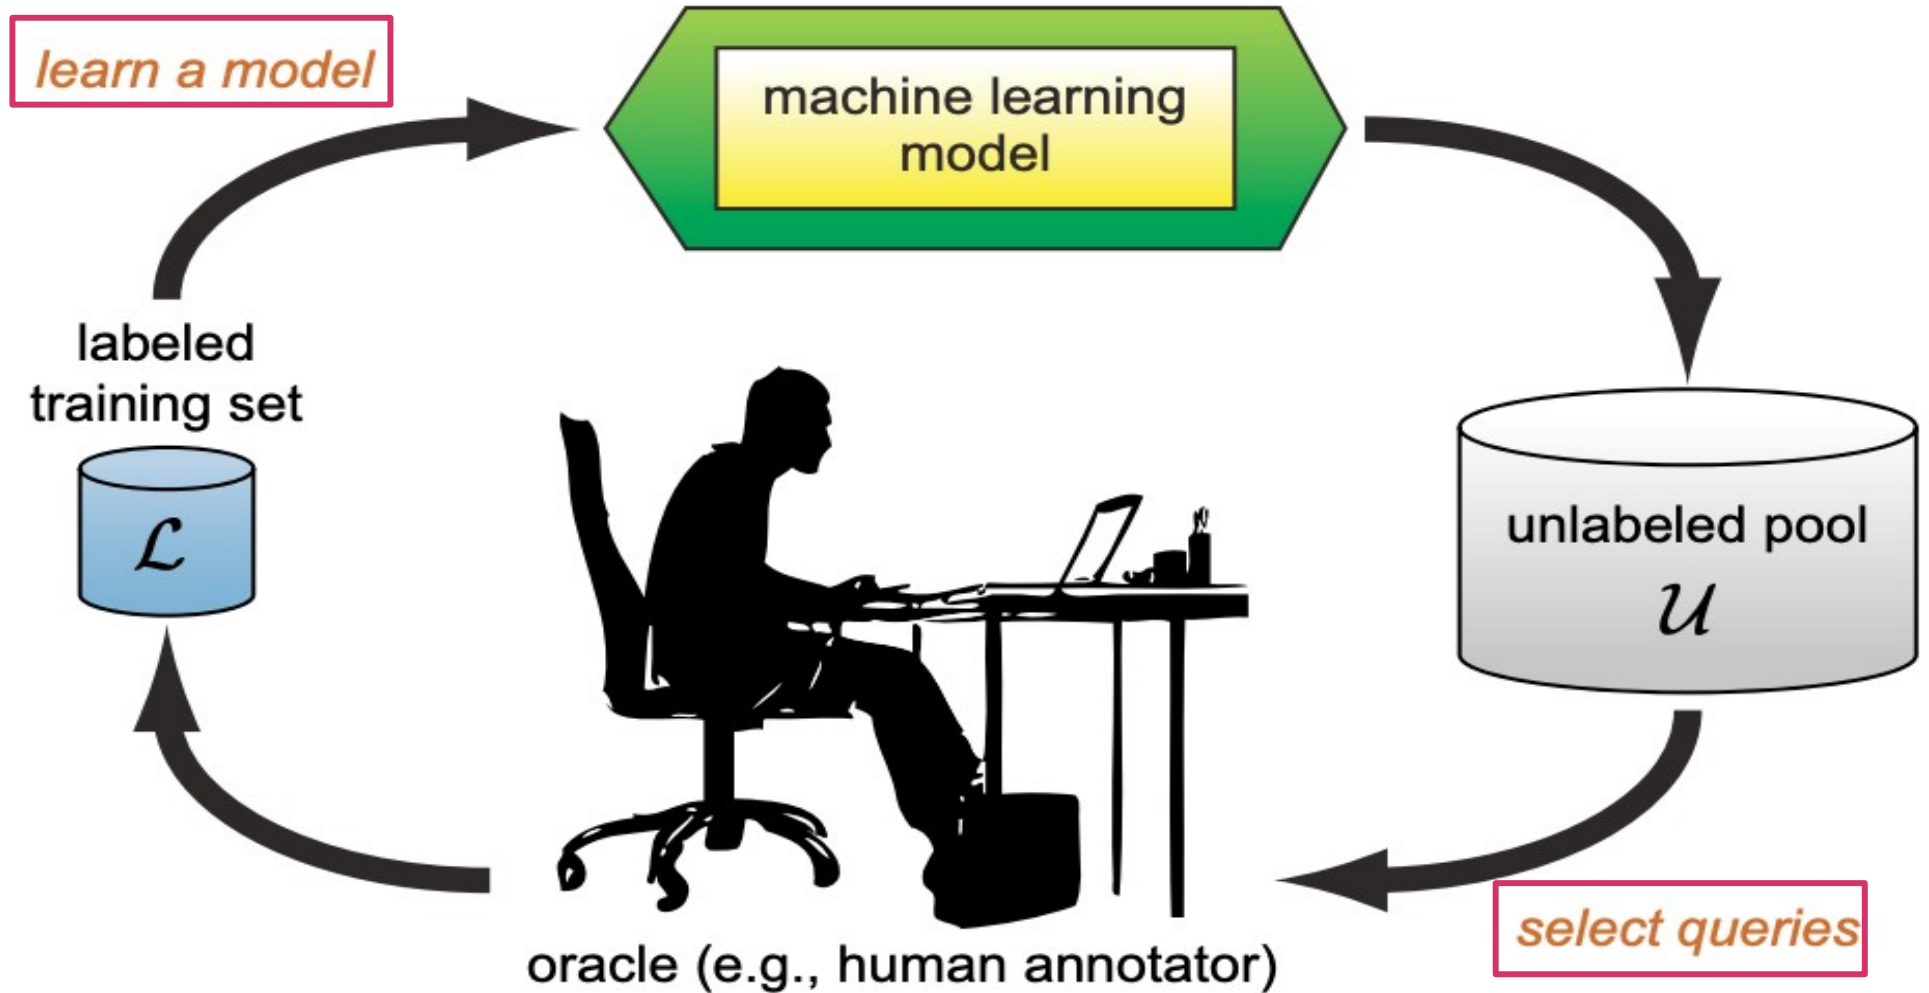 learn a model
machine learning
model
labeled
training set
ℒ
unlabeled pool
𝒰
select queries
oracle (e.g., human annotator)